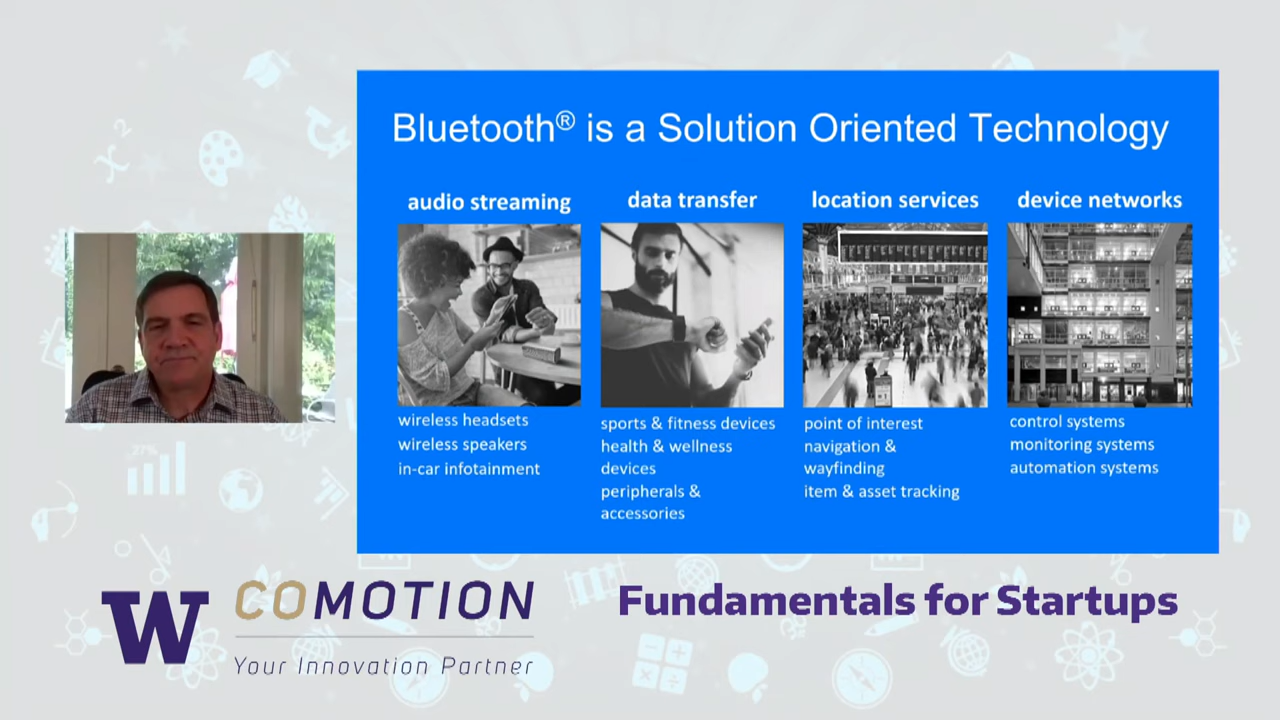 Bluetooth® is a Solution Oriented Technology
audio streaming
wireless headsets
wireless speakers
in-car infotainment
data transfer
sports & fitness devices
health & wellness
devices
peripherals &
accessories
location services
point of interest
navigation &
wayfinding
item & asset tracking
device networks
control systems
monitoring systems
automation systems
27%
X²
W COMOTION
Your Innovation Partner
Fundamentals for Startups